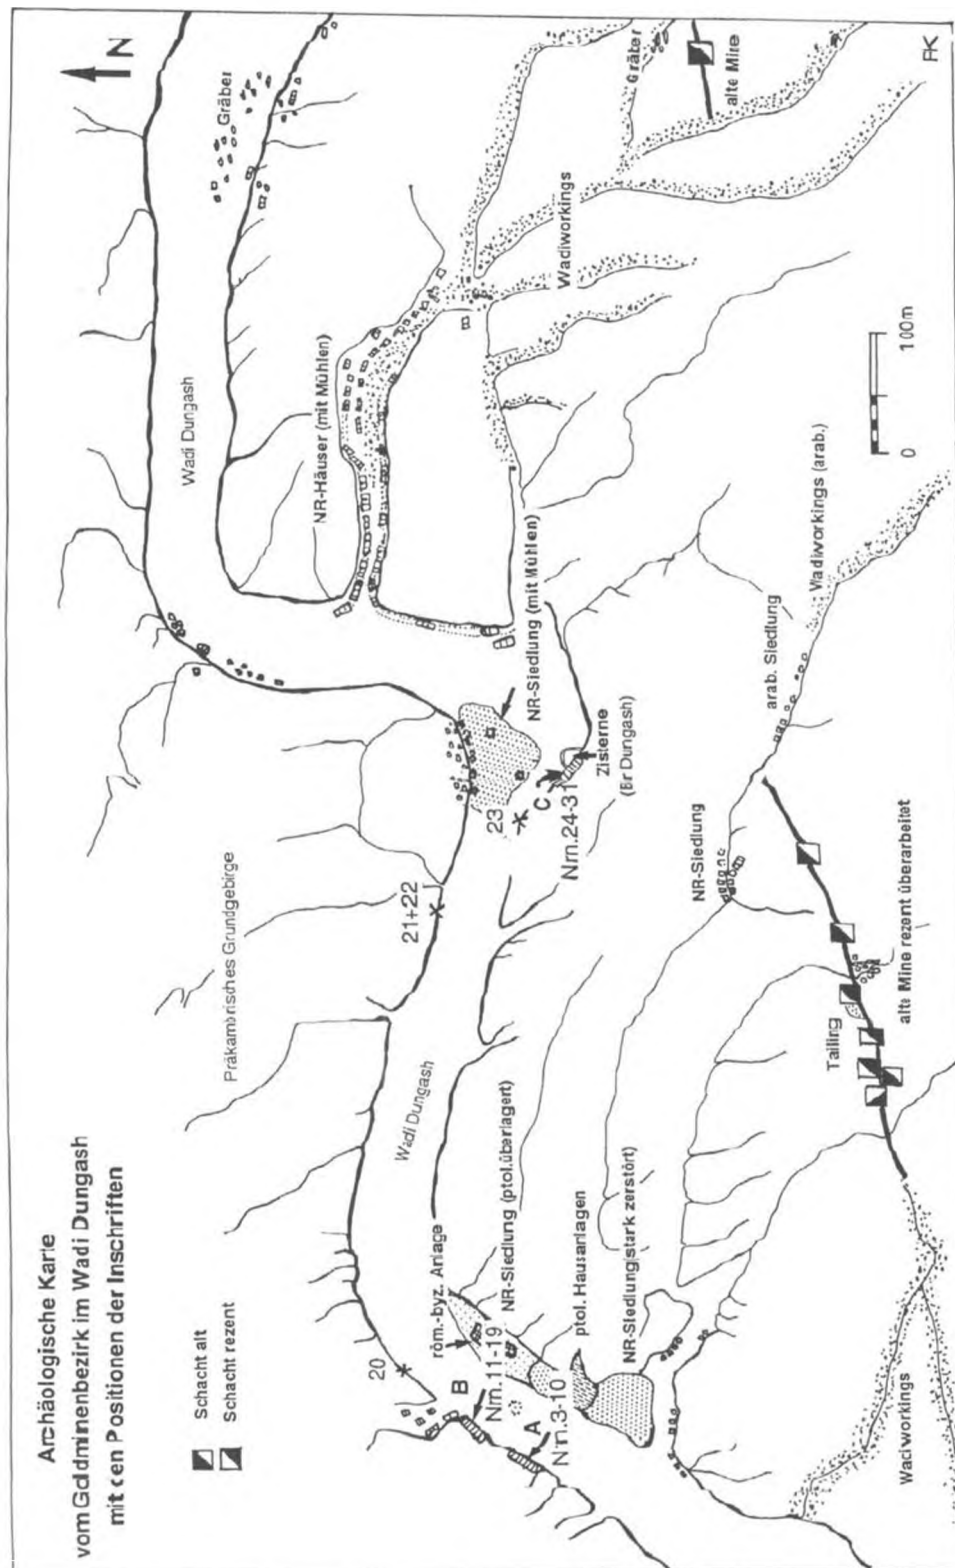 Archäologische Karte
vom Goldminenbezirk im Wadi Dungash
mit den Positionen der Inschriften
Schacht alt
Schacht rezent
N
Gräber
Wadi Dungash
Präkambrisches Grundgebirge
NR-Häuser (mit Mühlen)
Wadiworkings
Gräber
alte Mine
21+22
23
NR-Siedlung (mit Mühlen)
C
Nrn.24-31
Zisterne
(Bir Dungash)
Wadi Dungash
20
B
röm.-byz. Anlage
Nrn.11-19
NR-Siedlung (ptol.überlagert)
A
Nrn.3-10
ptol. Hausanlagen
NR-Siedlung(stark zerstört)
NR-Siedlung
arab. Siedlung
Wadiworkings (arab.)
Tailing
alte Mine rezent überarbeitet
Wadiworkings
0 100m
RK